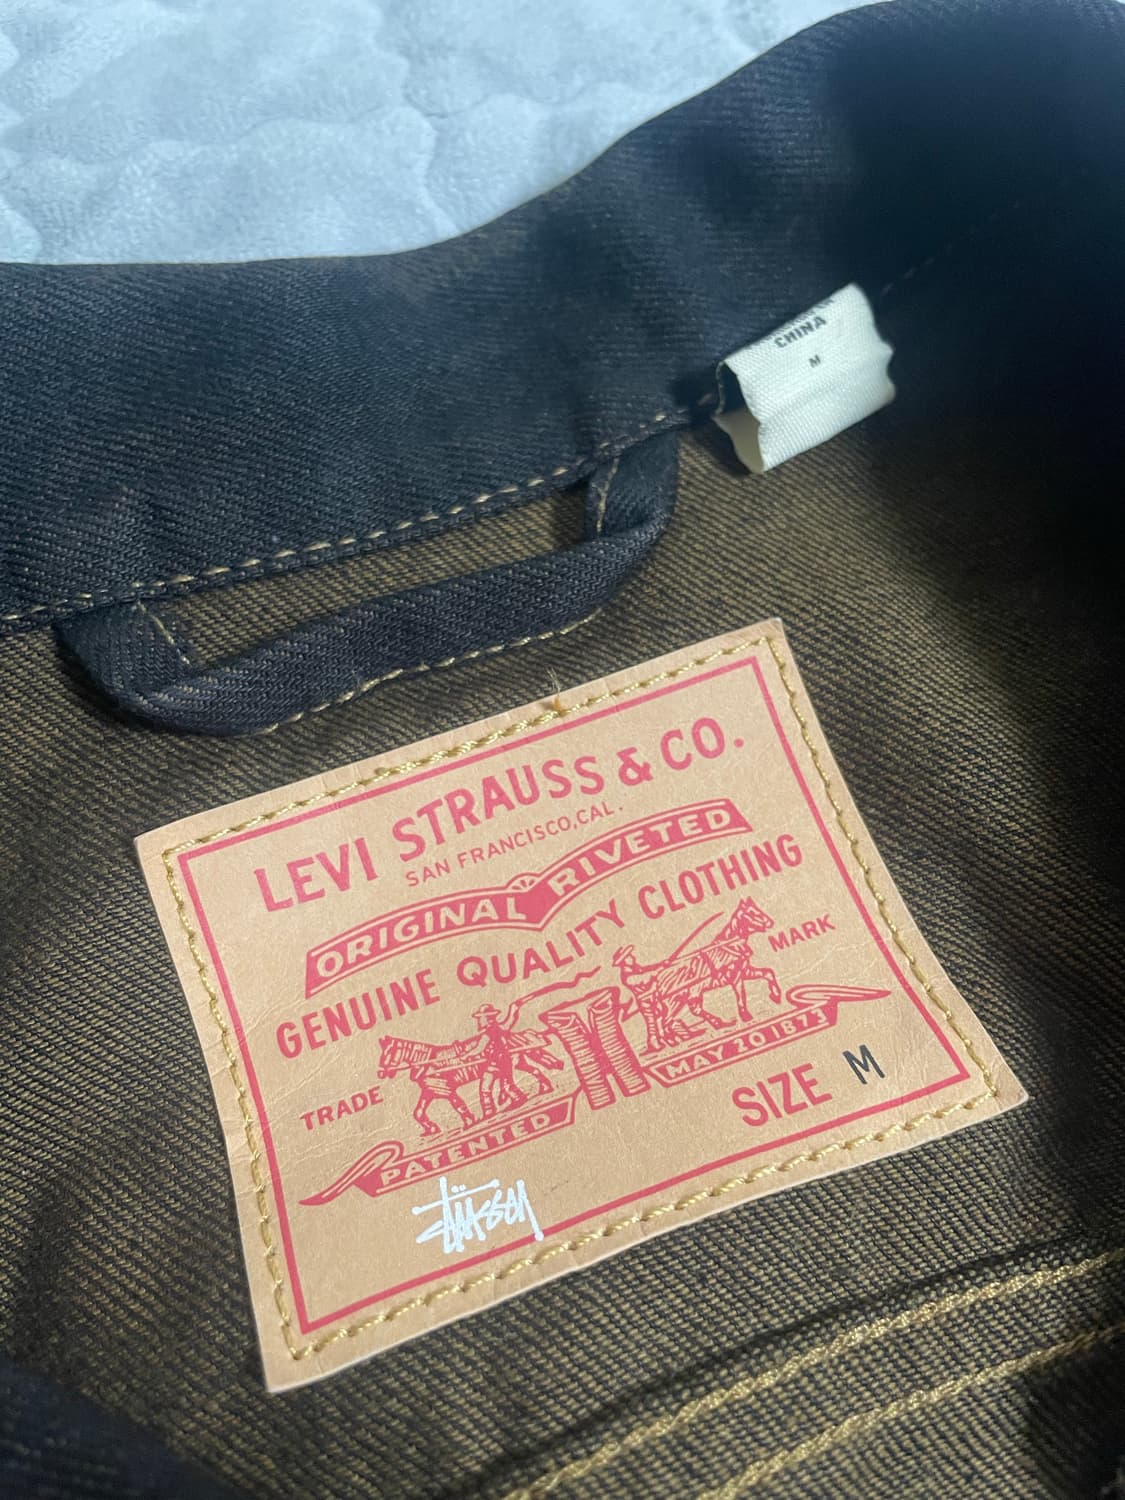 CHINA
M
LEVI STRAUSS & CO.
SAN FRANCISCO, CAL.
ORIGINAL RIVETED
GENUINE QUALITY CLOTHING
TRADE MARK
PATENTED MAY 20 1873
SIZE M
Stüssy